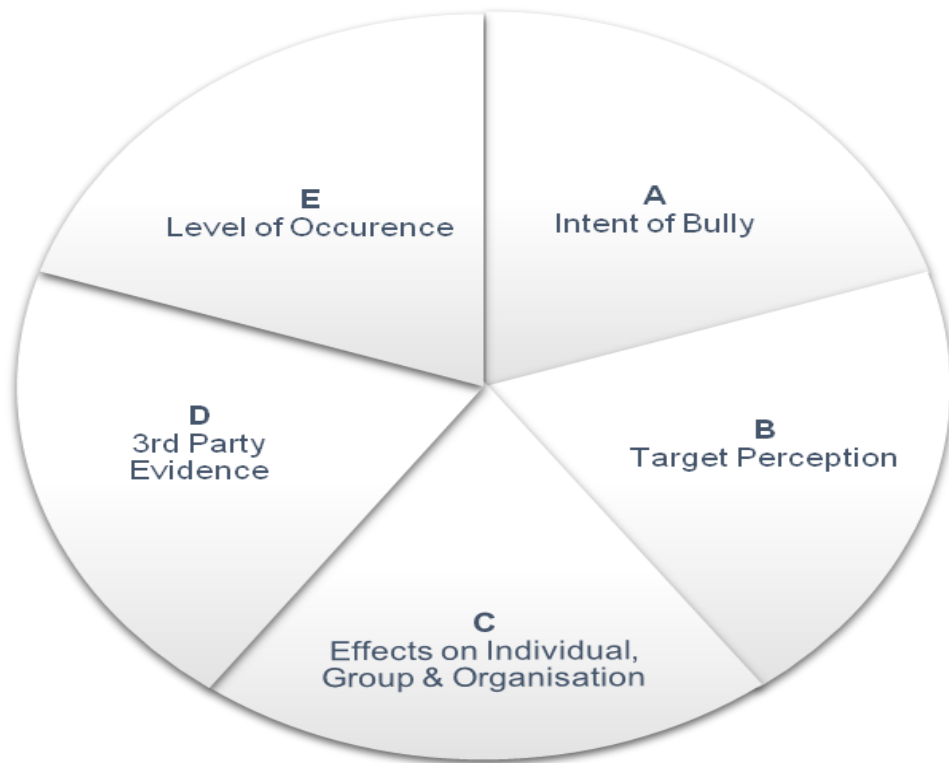 A
Intent of Bully
B
Target Perception
C
Effects on Individual,
Group & Organisation
D
3rd Party
Evidence
E
Level of Occurence